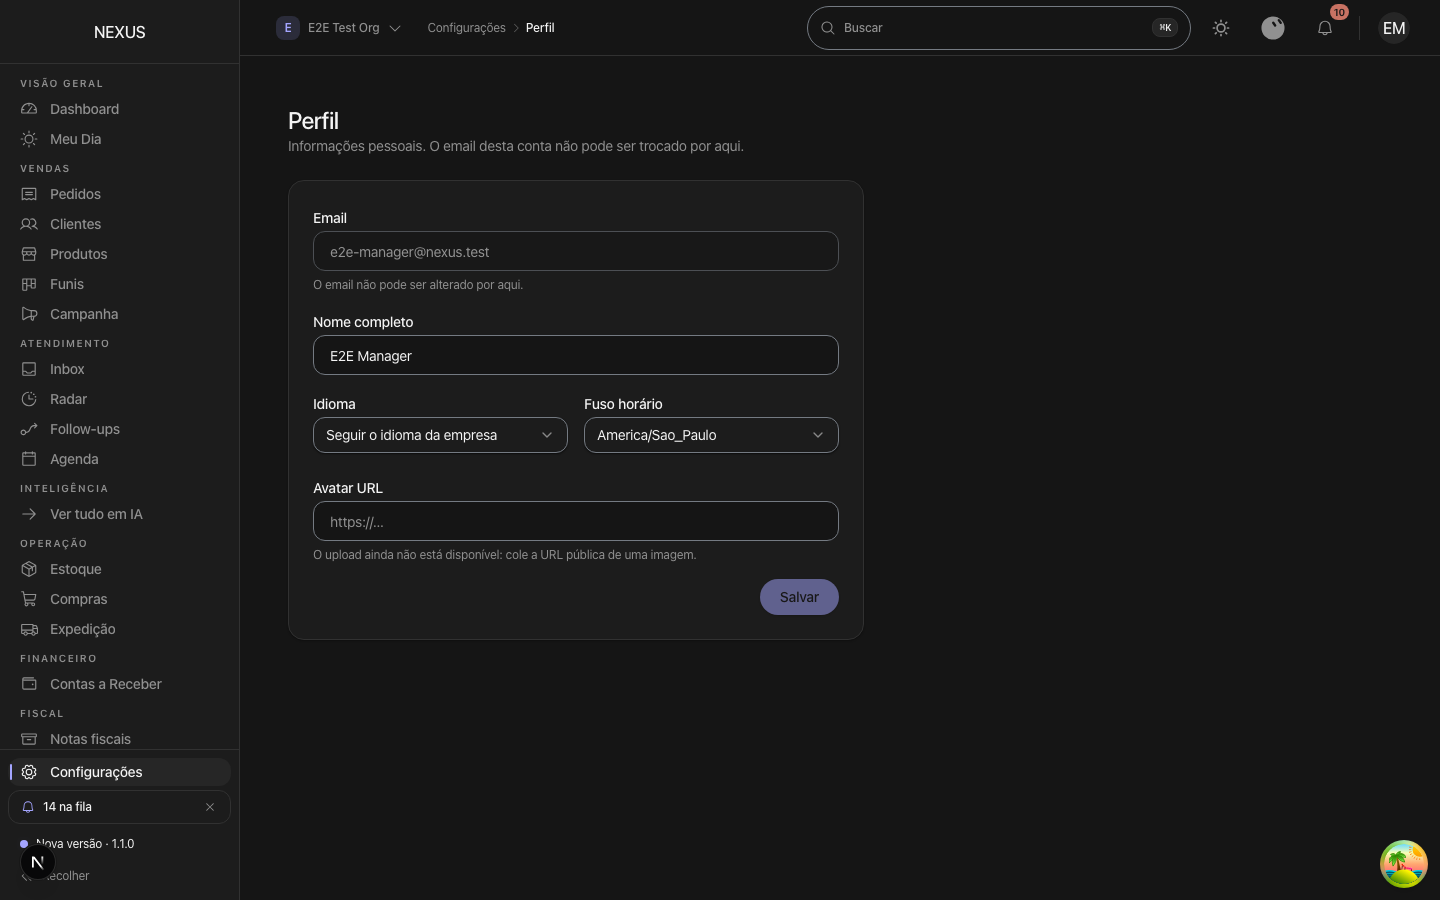 NEXUS
VISÃO GERAL
Dashboard
Meu Dia
VENDAS
Pedidos
Clientes
Produtos
Funis
Campanha
ATENDIMENTO
Inbox
Radar
Follow-ups
Agenda
INTELIGÊNCIA
Ver tudo em IA
OPERAÇÃO
Estoque
Compras
Expedição
FINANCEIRO
Contas a Receber
FISCAL
Notas fiscais
Configurações
14 na fila
Nova versão · 1.1.0
N
Recolher
E E2E Test Org Configurações Perfil
Buscar ⌘K
10
EM
Perfil
Informações pessoais. O email desta conta não pode ser trocado por aqui.
Email
e2e-manager@nexus.test
O email não pode ser alterado por aqui.
Nome completo
E2E Manager
Idioma Fuso horário
Seguir o idioma da empresa America/Sao_Paulo
Avatar URL
https://...
O upload ainda não está disponível: cole a URL pública de uma imagem.
Salvar